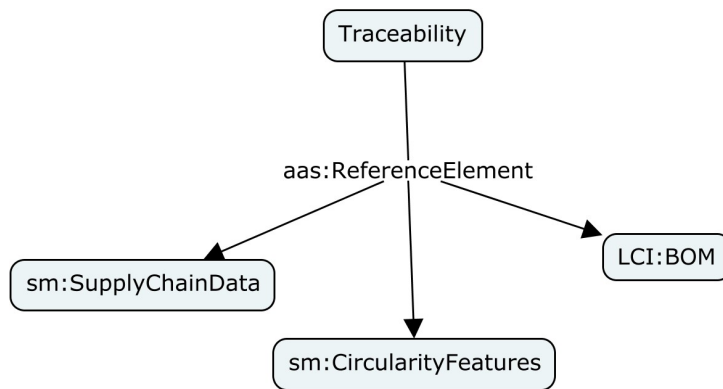 Traceability
aas:ReferenceElement
sm:SupplyChainData
LCI:BOM
sm:CircularityFeatures